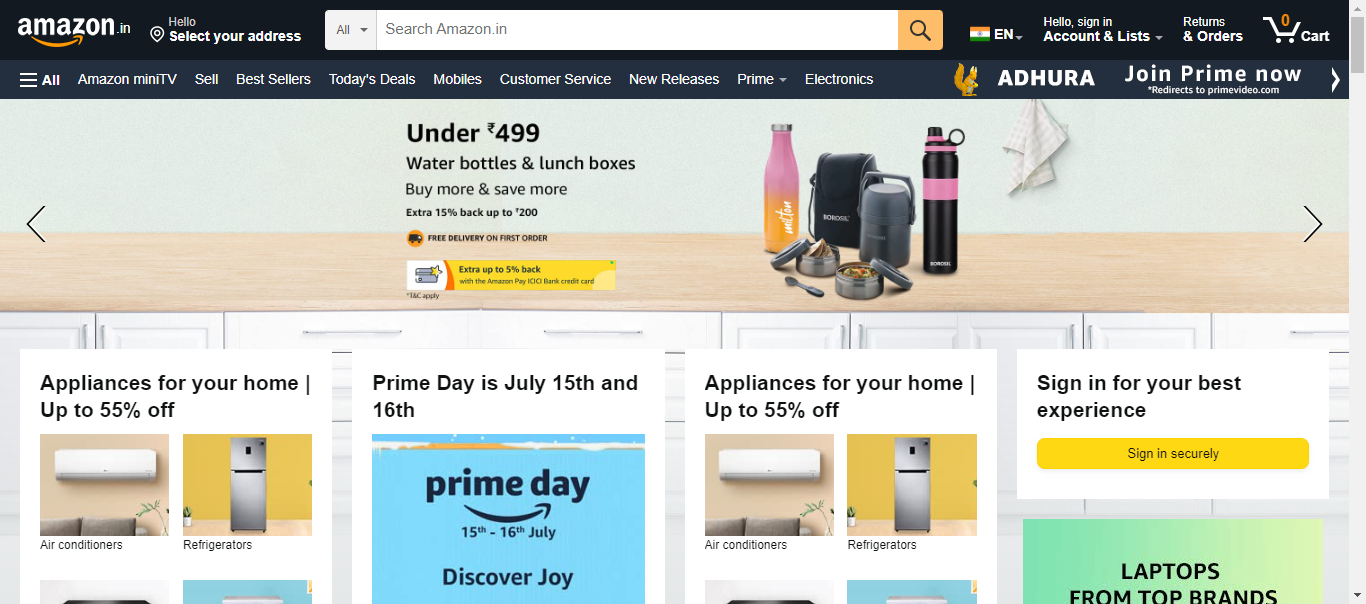 amazon.in
Hello
Select your address
All
Search Amazon.in
EN
Hello, sign in
Account & Lists
Returns
& Orders
0
Cart
All
Amazon miniTV
Sell
Best Sellers
Today's Deals
Mobiles
Customer Service
New Releases
Prime
Electronics
ADHURA
Join Prime now
*Redirects to primevideo.com
Under ₹499
Water bottles & lunch boxes
Buy more & save more
Extra 15% back up to ₹200
FREE DELIVERY ON FIRST ORDER
Extra up to 5% back
with the Amazon Pay ICICI Bank credit card
*T&C apply
milton
BOROSIL
BOROSIL
Appliances for your home |
Up to 55% off
Air conditioners
Refrigerators
Prime Day is July 15th and
16th
prime day
15th - 16th July
Discover Joy
Appliances for your home |
Up to 55% off
Air conditioners
Refrigerators
Sign in for your best
experience
Sign in securely
LAPTOPS
FROM TOP BRANDS